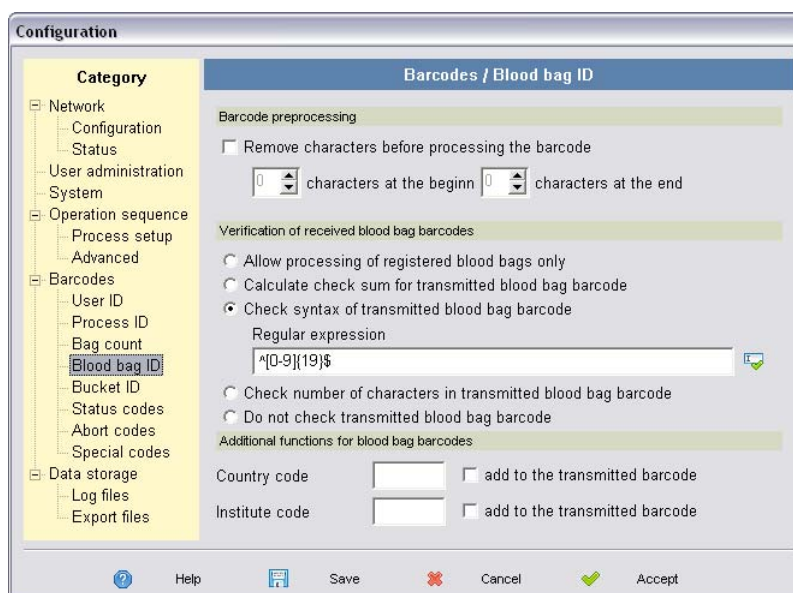 Configuration
Category
Network
Configuration
Status
User administration
System
Operation sequence
Process setup
Advanced
Barcodes
User ID
Process ID
Bag count
Blood bag ID
Bucket ID
Status codes
Abort codes
Special codes
Data storage
Log files
Export files
Barcodes / Blood bag ID
Barcode preprocessing
Remove characters before processing the barcode
0 characters at the beginn 0 characters at the end
Verification of received blood bag barcodes
Allow processing of registered blood bags only
Calculate check sum for transmitted blood bag barcode
Check syntax of transmitted blood bag barcode
Regular expression
^[0-9]{19}$
Check number of characters in transmitted blood bag barcode
Do not check transmitted blood bag barcode
Additional functions for blood bag barcodes
Country code add to the transmitted barcode
Institute code add to the transmitted barcode
Help Save Cancel Accept